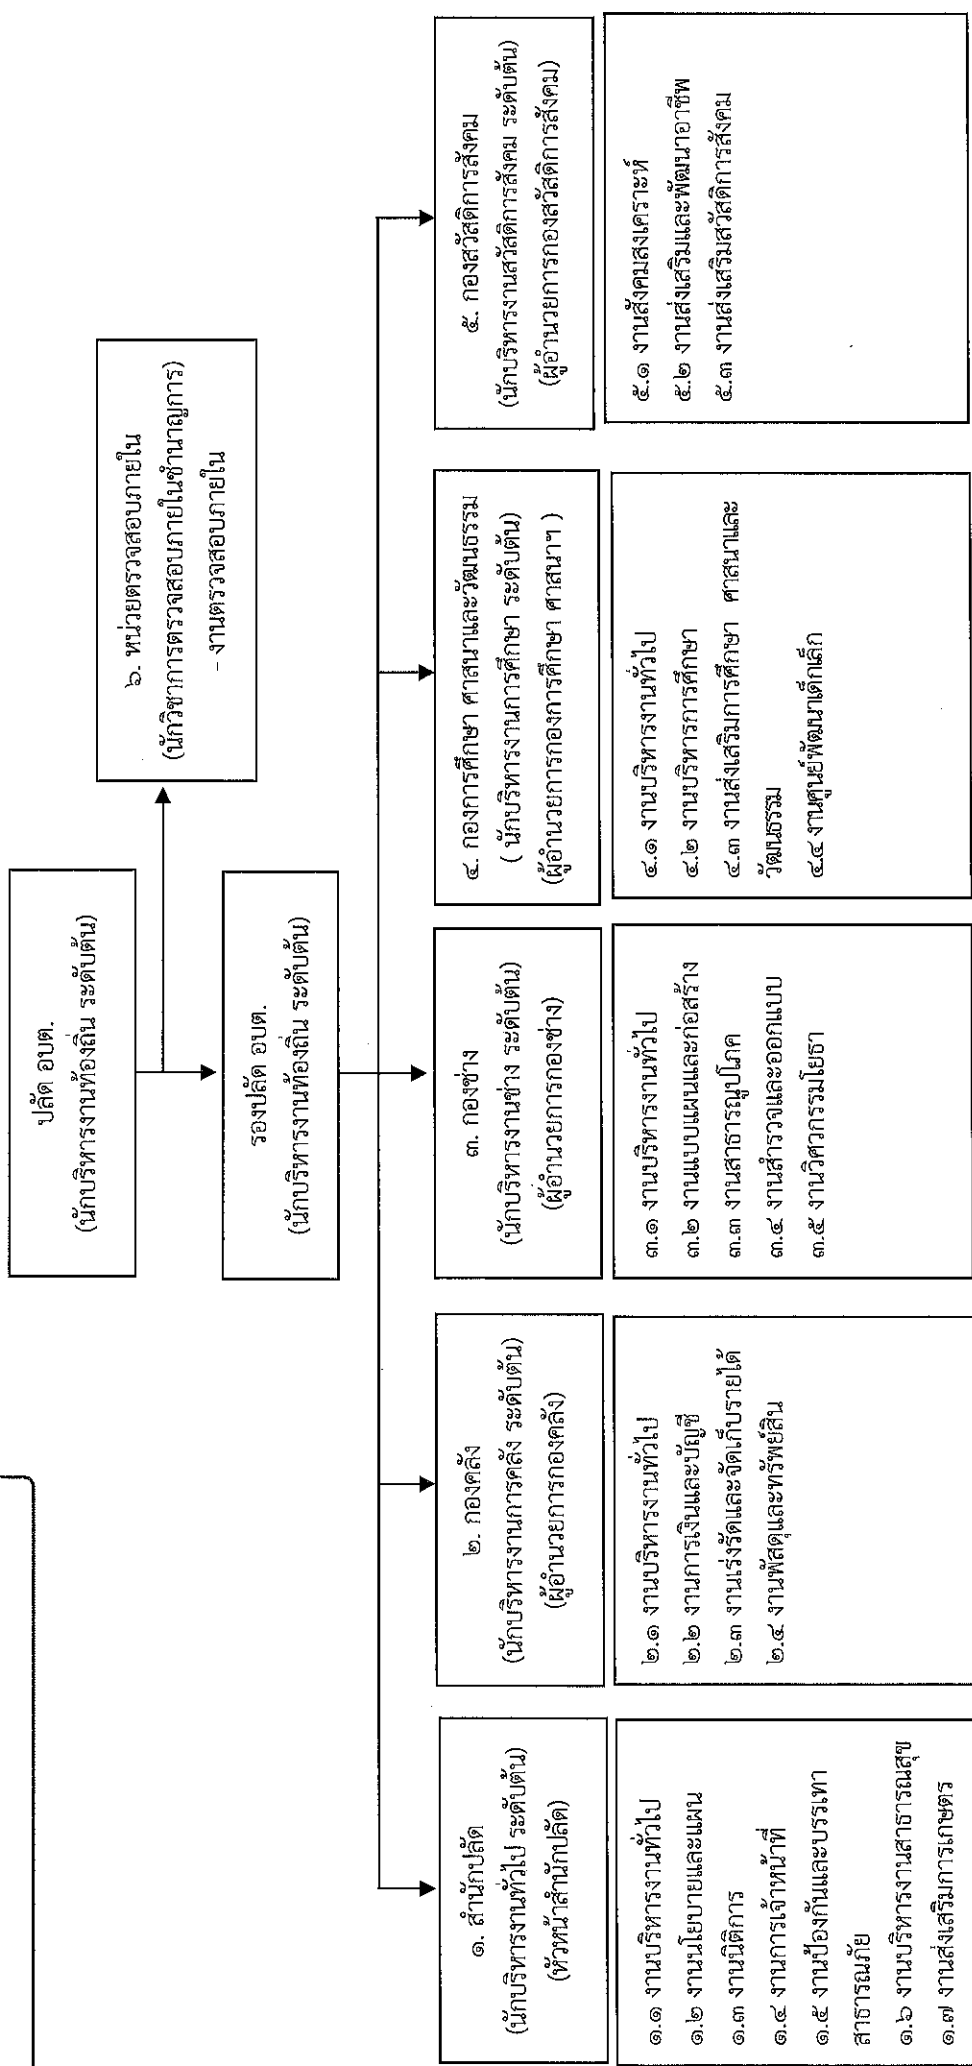 ปลัด อบต.
(นักบริหารงานท้องถิ่น ระดับต้น)
๖. หน่วยตรวจสอบภายใน
(นักวิชาการตรวจสอบภายในชำนาญการ)
- งานตรวจสอบภายใน
รองปลัด อบต.
(นักบริหารงานท้องถิ่น ระดับต้น)
๑. สำนักปลัด
(นักบริหารงานทั่วไป ระดับต้น)
(หัวหน้าสำนักปลัด)
๑.๑ งานบริหารงานทั่วไป
๑.๒ งานนโยบายและแผน
๑.๓ งานนิติการ
๑.๔ งานการเจ้าหน้าที่
๑.๕ งานป้องกันและบรรเทา
สาธารณภัย
๑.๖ งานบริหารงานสาธารณสุข
๑.๗ งานส่งเสริมการเกษตร
๒. กองคลัง
(นักบริหารงานการคลัง ระดับต้น)
(ผู้อำนวยการกองคลัง)
๒.๑ งานบริหารงานทั่วไป
๒.๒ งานการเงินและบัญชี
๒.๓ งานเร่งรัดและจัดเก็บรายได้
๒.๔ งานพัสดุและทรัพย์สิน
๓. กองช่าง
(นักบริหารงานช่าง ระดับต้น)
(ผู้อำนวยการกองช่าง)
๓.๑ งานบริหารงานทั่วไป
๓.๒ งานแบบแผนและก่อสร้าง
๓.๓ งานสาธารณูปโภค
๓.๔ งานสำรวจและออกแบบ
๓.๕ งานวิศวกรรมโยธา
๔. กองการศึกษา ศาสนาและวัฒนธรรม
( นักบริหารงานการศึกษา ระดับต้น)
(ผู้อำนวยการกองการศึกษา ศาสนาฯ )
๔.๑ งานบริหารงานทั่วไป
๔.๒ งานบริหารการศึกษา
๔.๓ งานส่งเสริมการศึกษา ศาสนาและ
วัฒนธรรม
๔.๔ งานศูนย์พัฒนาเด็กเล็ก
๕. กองสวัสดิการสังคม
(นักบริหารงานสวัสดิการสังคม ระดับต้น)
(ผู้อำนวยการกองสวัสดิการสังคม)
๕.๑ งานสังคมสงเคราะห์
๕.๒ งานส่งเสริมและพัฒนาอาชีพ
๕.๓ งานส่งเสริมสวัสดิการสังคม